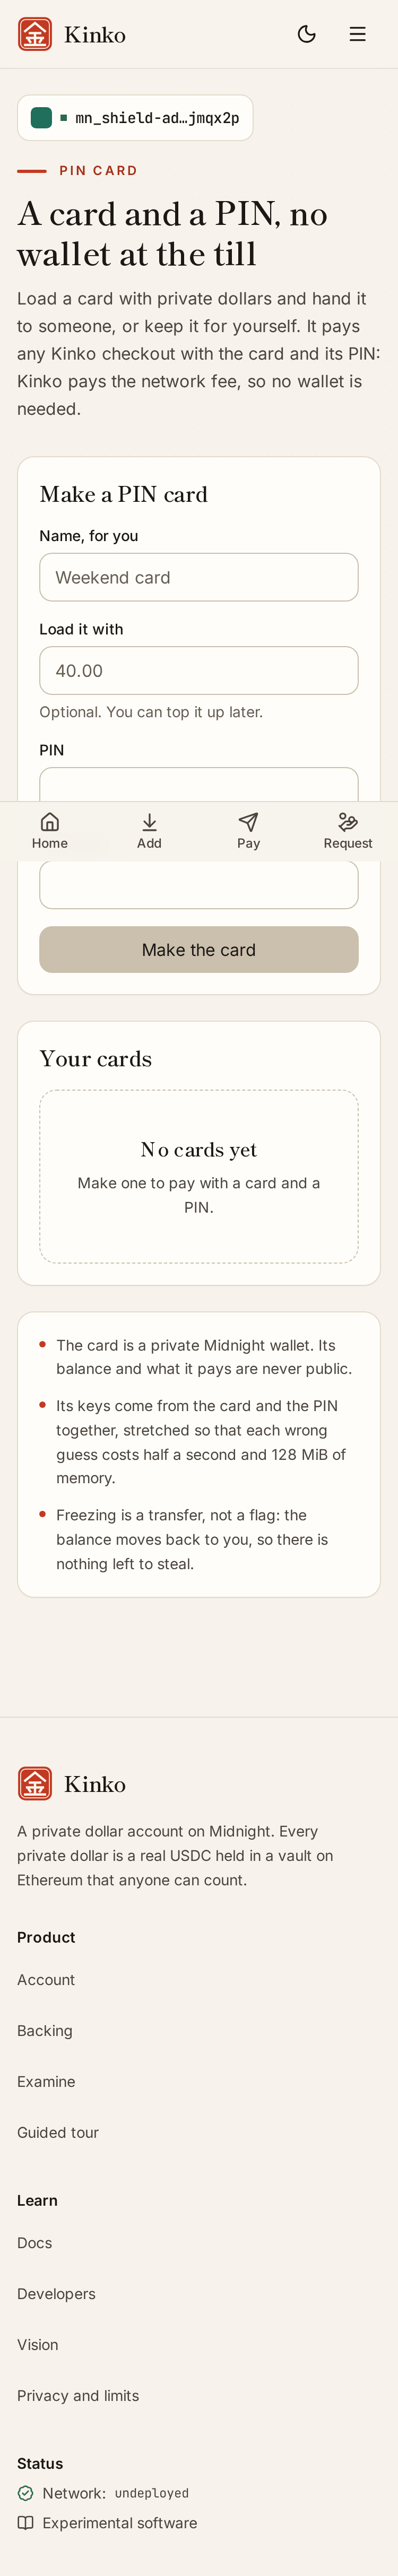 金 Kinko
mn_shield-ad…jmqx2p
PIN CARD
A card and a PIN, no
wallet at the till
Load a card with private dollars and hand it
to someone, or keep it for yourself. It pays
any Kinko checkout with the card and its PIN:
Kinko pays the network fee, so no wallet is
needed.
Make a PIN card
Name, for you
Weekend card
Load it with
40.00
Optional. You can top it up later.
PIN
Home Add Pay Request
Make the card
Your cards
No cards yet
Make one to pay with a card and a
PIN.
The card is a private Midnight wallet. Its
balance and what it pays are never public.
Its keys come from the card and the PIN
together, stretched so that each wrong
guess costs half a second and 128 MiB of
memory.
Freezing is a transfer, not a flag: the
balance moves back to you, so there is
nothing left to steal.
金 Kinko
A private dollar account on Midnight. Every
private dollar is a real USDC held in a vault on
Ethereum that anyone can count.
Product
Account
Backing
Examine
Guided tour
Learn
Docs
Developers
Vision
Privacy and limits
Status
Network: undeployed
Experimental software